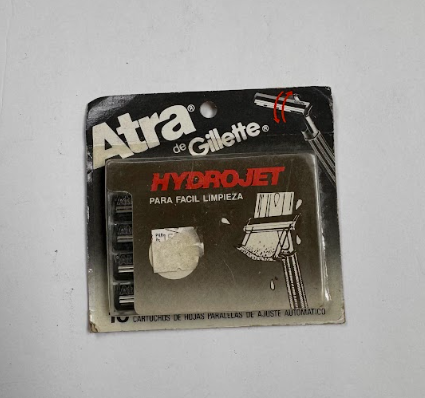 Atra®
de Gillette®
HYDROJET
PARA FACIL LIMPIEZA
10 CARTUCHOS DE HOJAS PARALELAS DE AJUSTE AUTOMATICO